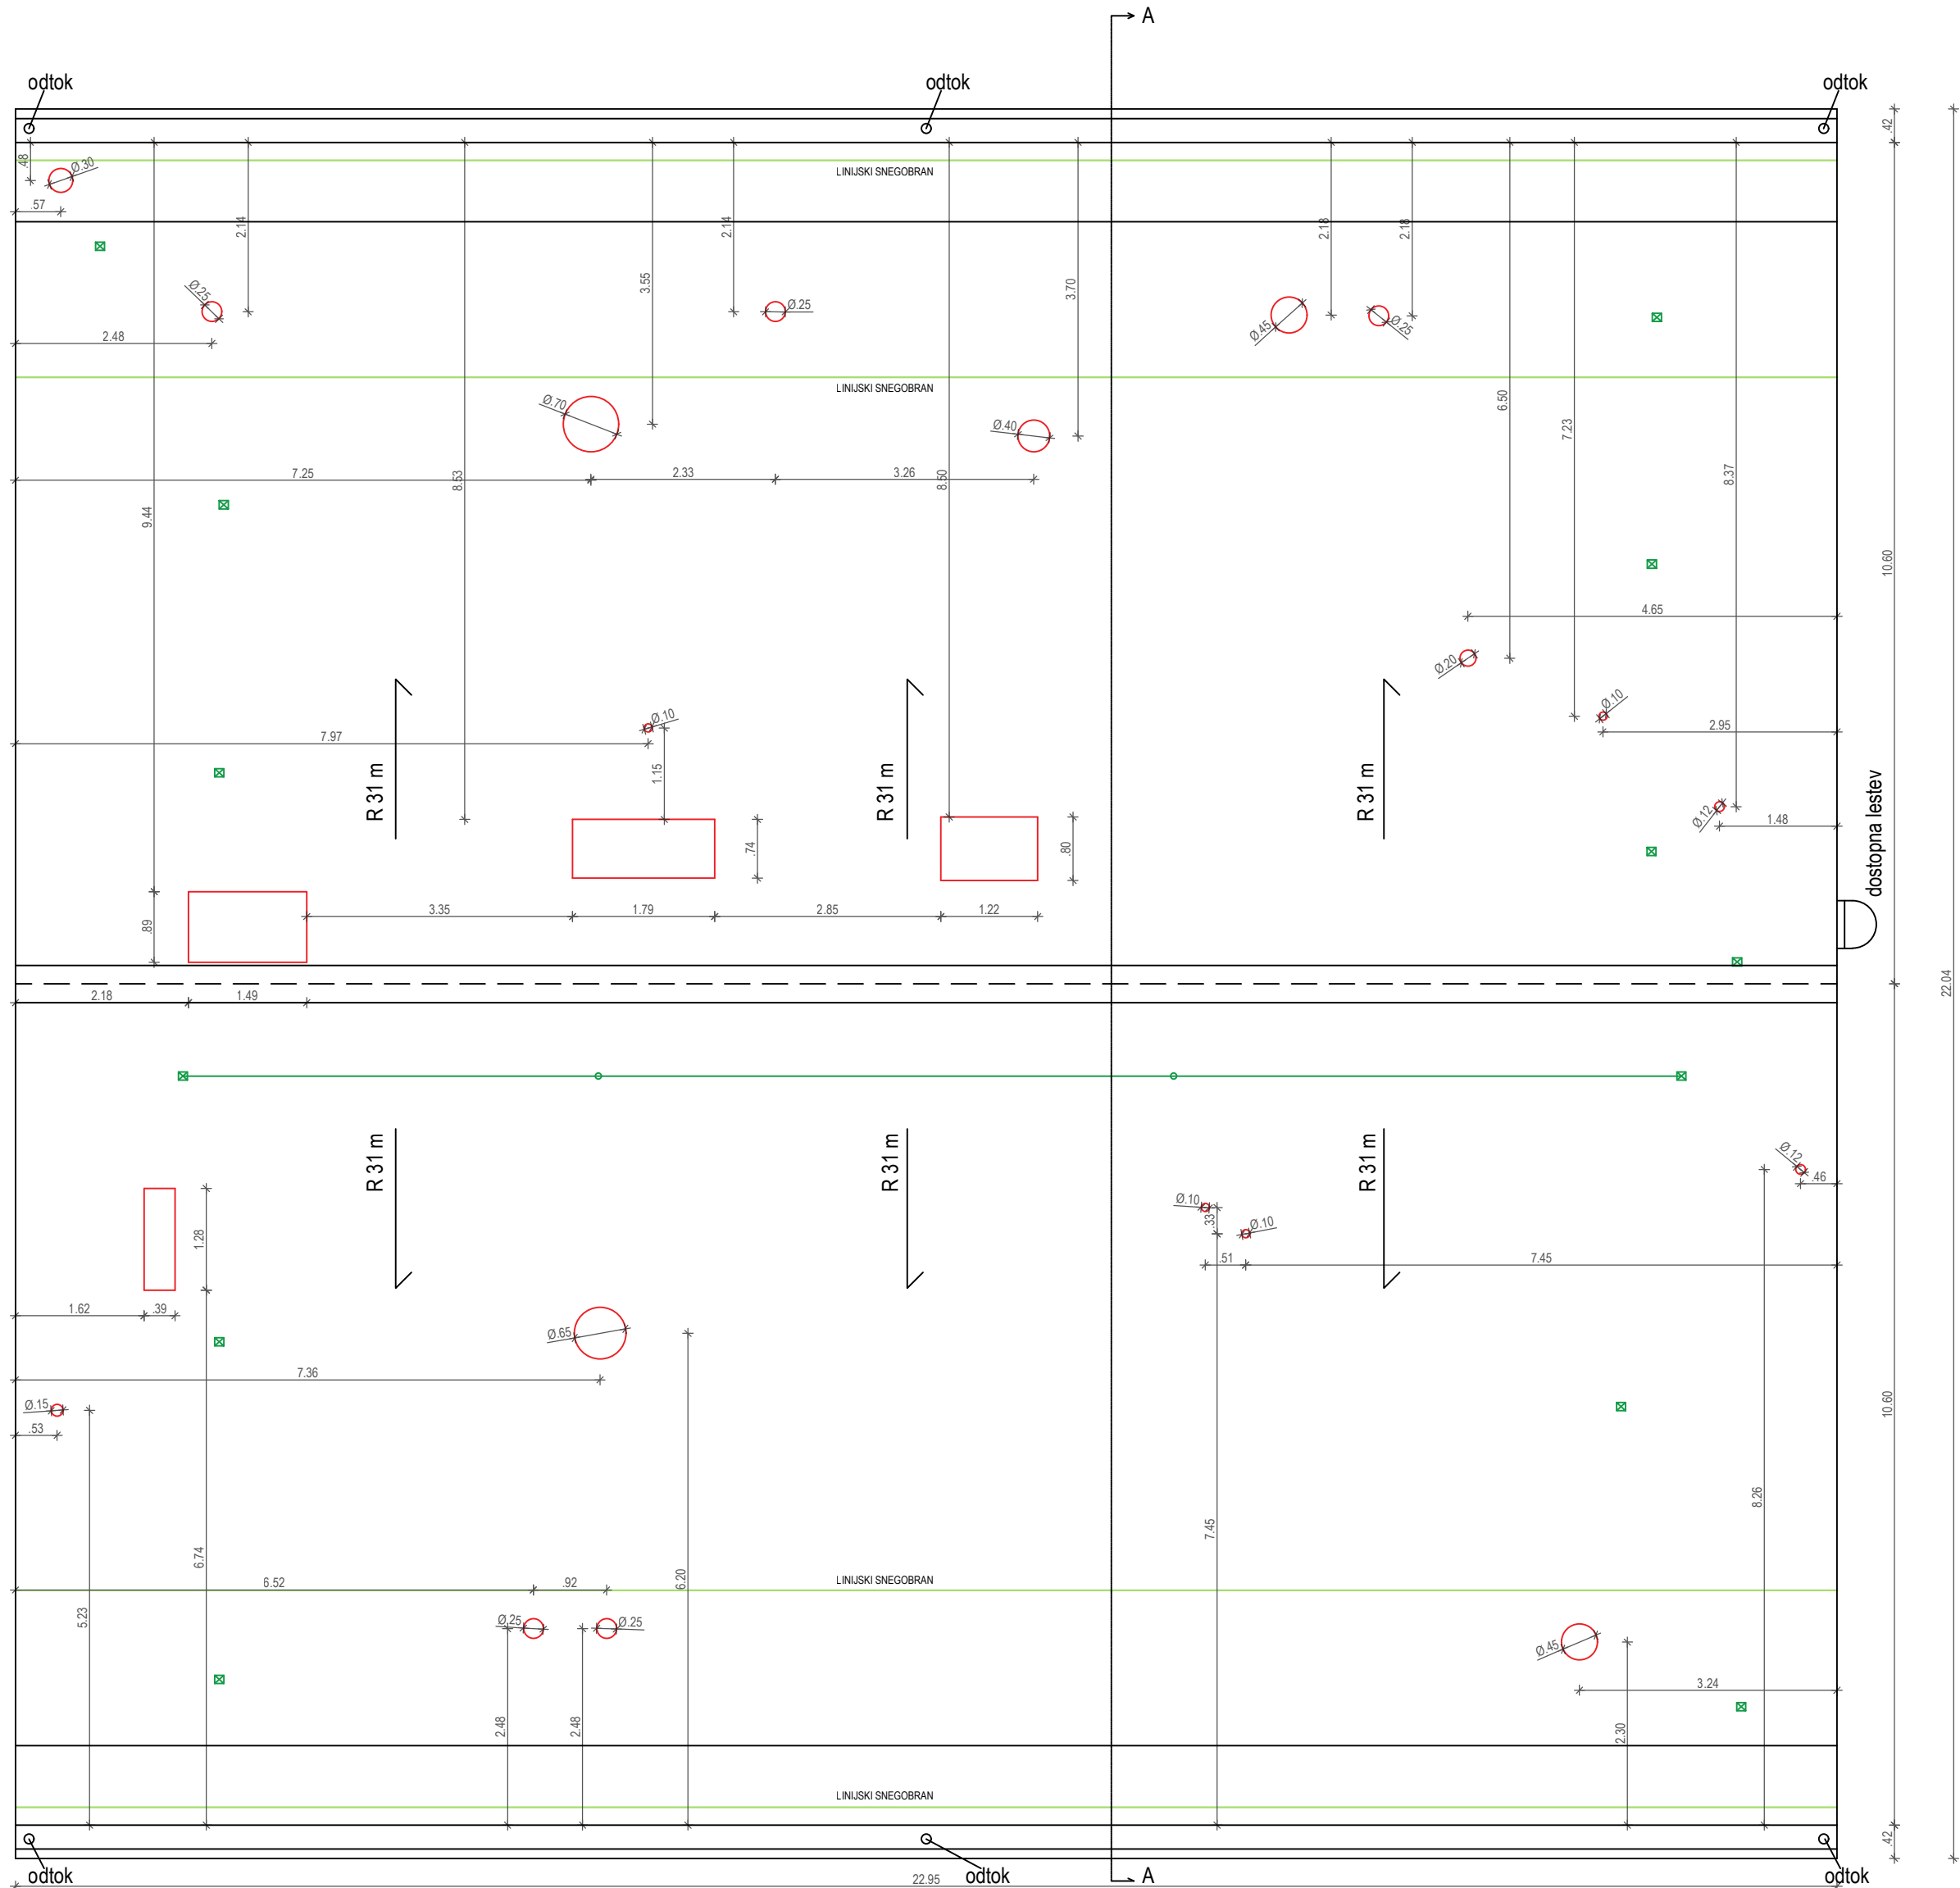 A
odtok
odtok
odtok
.42
.48
Ø.30
LINIJSKI SNEGOBRAN
.57
2.14
2.14
2.18
2.18
Ø.25
3.55
Ø.25
3.70
Ø.45
Ø.25
2.48
LINIJSKI SNEGOBRAN
Ø.70
Ø.40
6.50
7.23
7.25
8.53
2.33
3.26
8.50
8.37
9.44
10.60
4.65
Ø.20
Ø.10
Ø.10
2.95
7.97
1.15
R 31 m
R 31 m
R 31 m
Ø.12
1.48
dostopna lestev
.74
.80
.89
3.35
1.79
2.85
1.22
22.04
2.18
1.49
R 31 m
R 31 m
R 31 m
Ø.12
.46
Ø.10
.33
Ø.10
1.28
.51
7.45
1.62
.39
Ø.65
7.36
Ø.15
.53
10.60
8.26
7.45
6.74
6.20
6.52
.92
LINIJSKI SNEGOBRAN
5.23
Ø.25
Ø.25
Ø.45
3.24
2.48
2.48
2.30
LINIJSKI SNEGOBRAN
.42
odtok
22.95
odtok
A
odtok